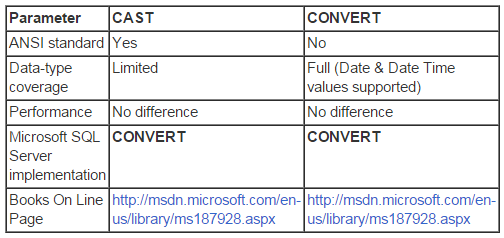 Parameter CAST CONVERT
ANSI standard Yes No
Data-type Limited Full (Date & Date Time
coverage values supported)
Performance No difference No difference
Microsoft SQL CONVERT CONVERT
Server
implementation
Books On Line http://msdn.microsoft.com/en- http://msdn.microsoft.com/en-
Page us/library/ms187928.aspx us/library/ms187928.aspx